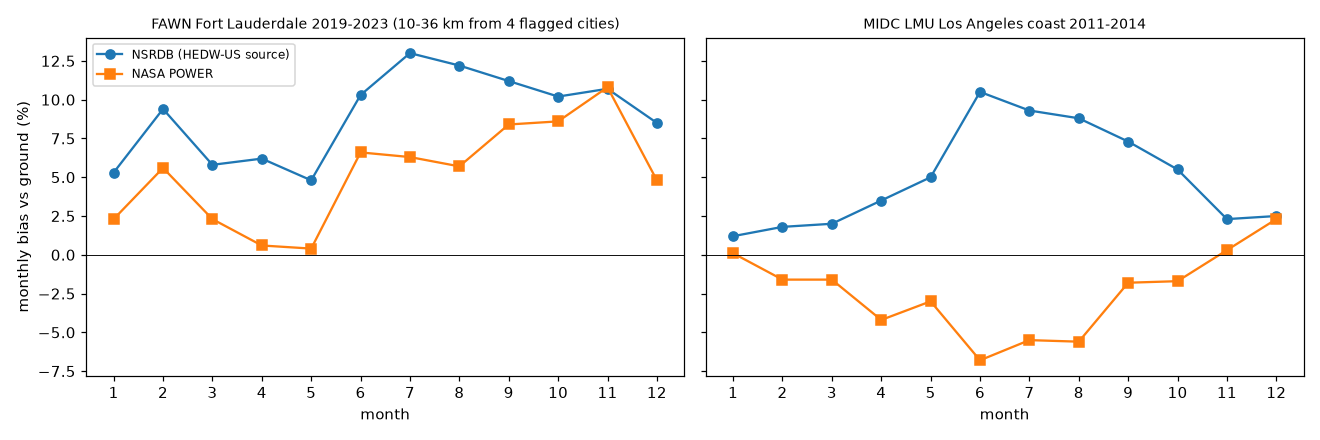 FAWN Fort Lauderdale 2019-2023 (10-36 km from 4 flagged cities)
MIDC LMU Los Angeles coast 2011-2014
NSRDB (HEDW-US source)
NASA POWER
monthly bias vs ground (%)
12.5
10.0
7.5
5.0
2.5
0.0
−2.5
−5.0
−7.5
1 2 3 4 5 6 7 8 9 10 11 12
1 2 3 4 5 6 7 8 9 10 11 12
month
month